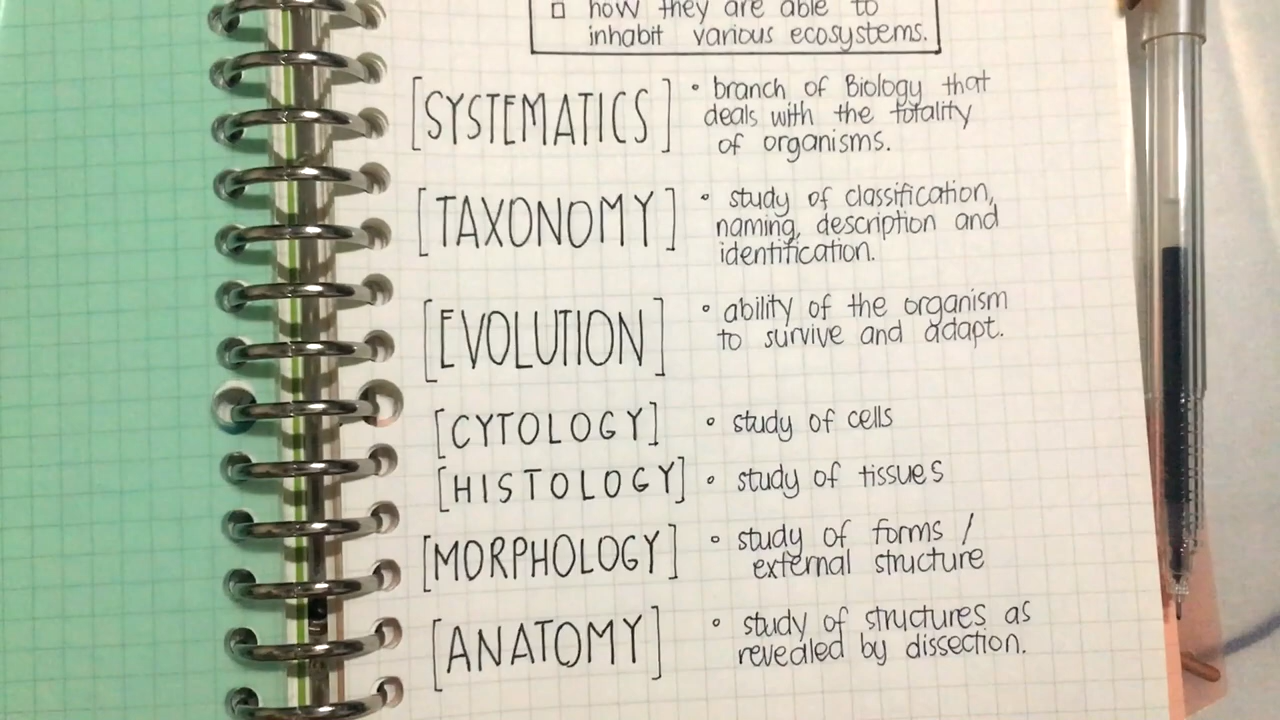 □ how they are able to
inhabit various ecosystems.
[SYSTEMATICS] • branch of Biology that
deals with the totality
of organisms.
[TAXONOMY] • study of classification,
naming, description and
identification.
[EVOLUTION] • ability of the organism
to survive and adapt.
[CYTOLOGY] • study of cells
[HISTOLOGY] • study of tissues
[MORPHOLOGY] • study of forms /
external structure
[ANATOMY] • study of structures as
revealed by dissection.